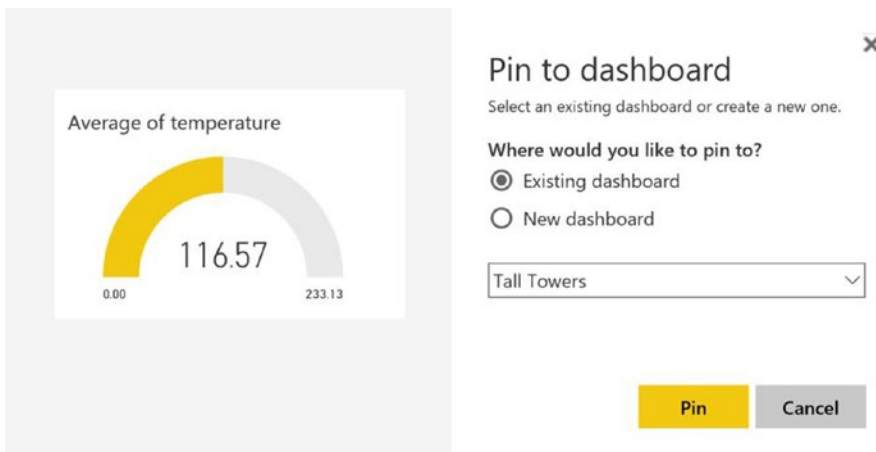 Average of temperature
116.57
0.00
233.13
Pin to dashboard
Select an existing dashboard or create a new one.
Where would you like to pin to?
Existing dashboard
New dashboard
Tall Towers
Pin
Cancel